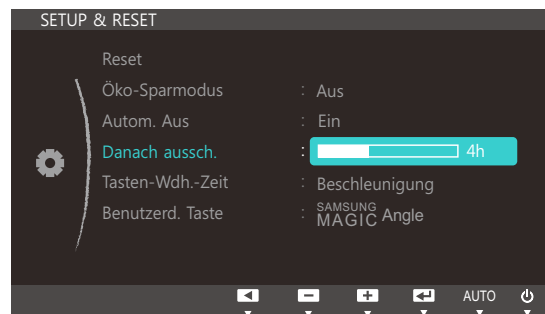 SETUP & RESET
Reset
Öko-Sparmodus : Aus
Autom. Aus : Ein
Danach aussch. : 4h
Tasten-Wdh.-Zeit : Beschleunigung
Benutzerd. Taste : SAMSUNG MAGIC Angle
AUTO